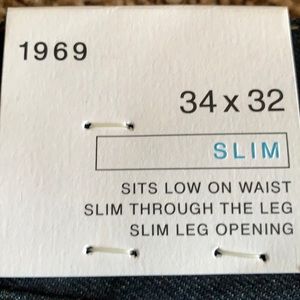 1969
34 x 32
SLIM
SITS LOW ON WAIST
SLIM THROUGH THE LEG
SLIM LEG OPENING